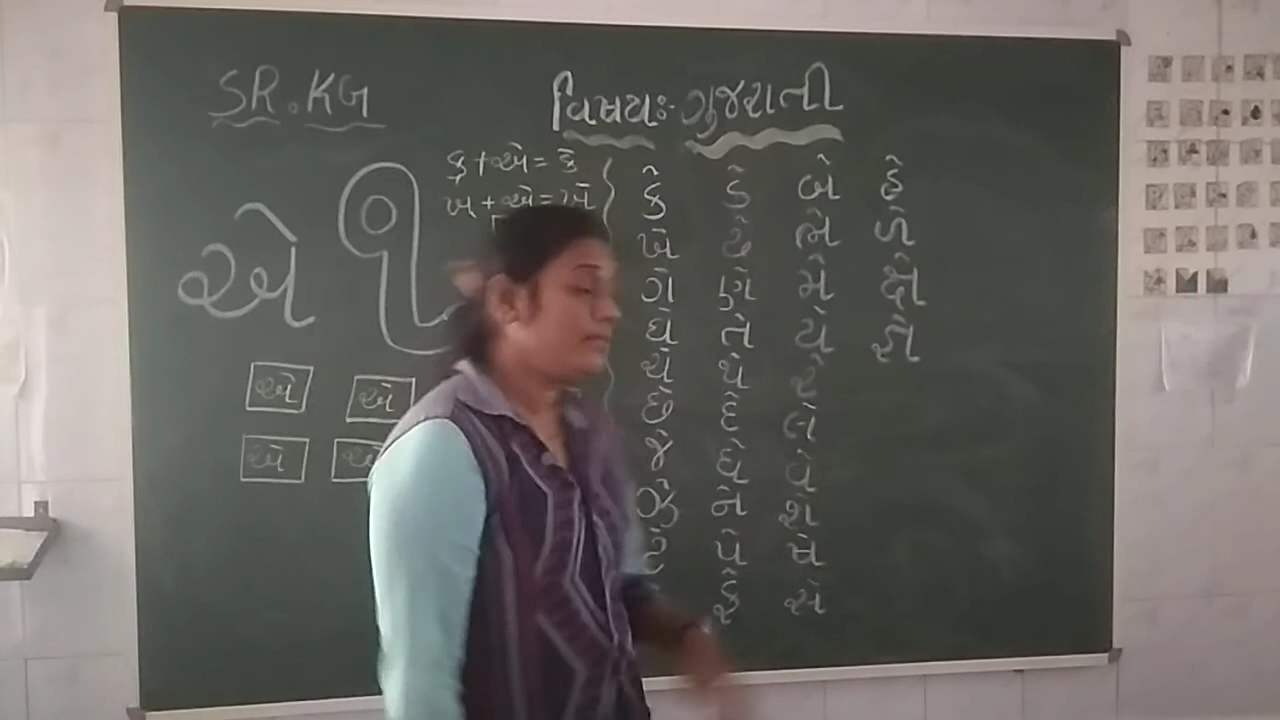 SR.KG
વિષયઃ- ગુજરાતી
ક + એ = કે
ખ + એ = ખે
એ
એ એ
એ
કે ડે બે હે
ખે ઢે ભે ળે
ગે ણે મે ક્ષે
ઘે તે યે જ્ઞે
ચે થે રે
છે દે લે
જે ધે વે
ઝે ને શે
ટે પે ષે
ફે સે